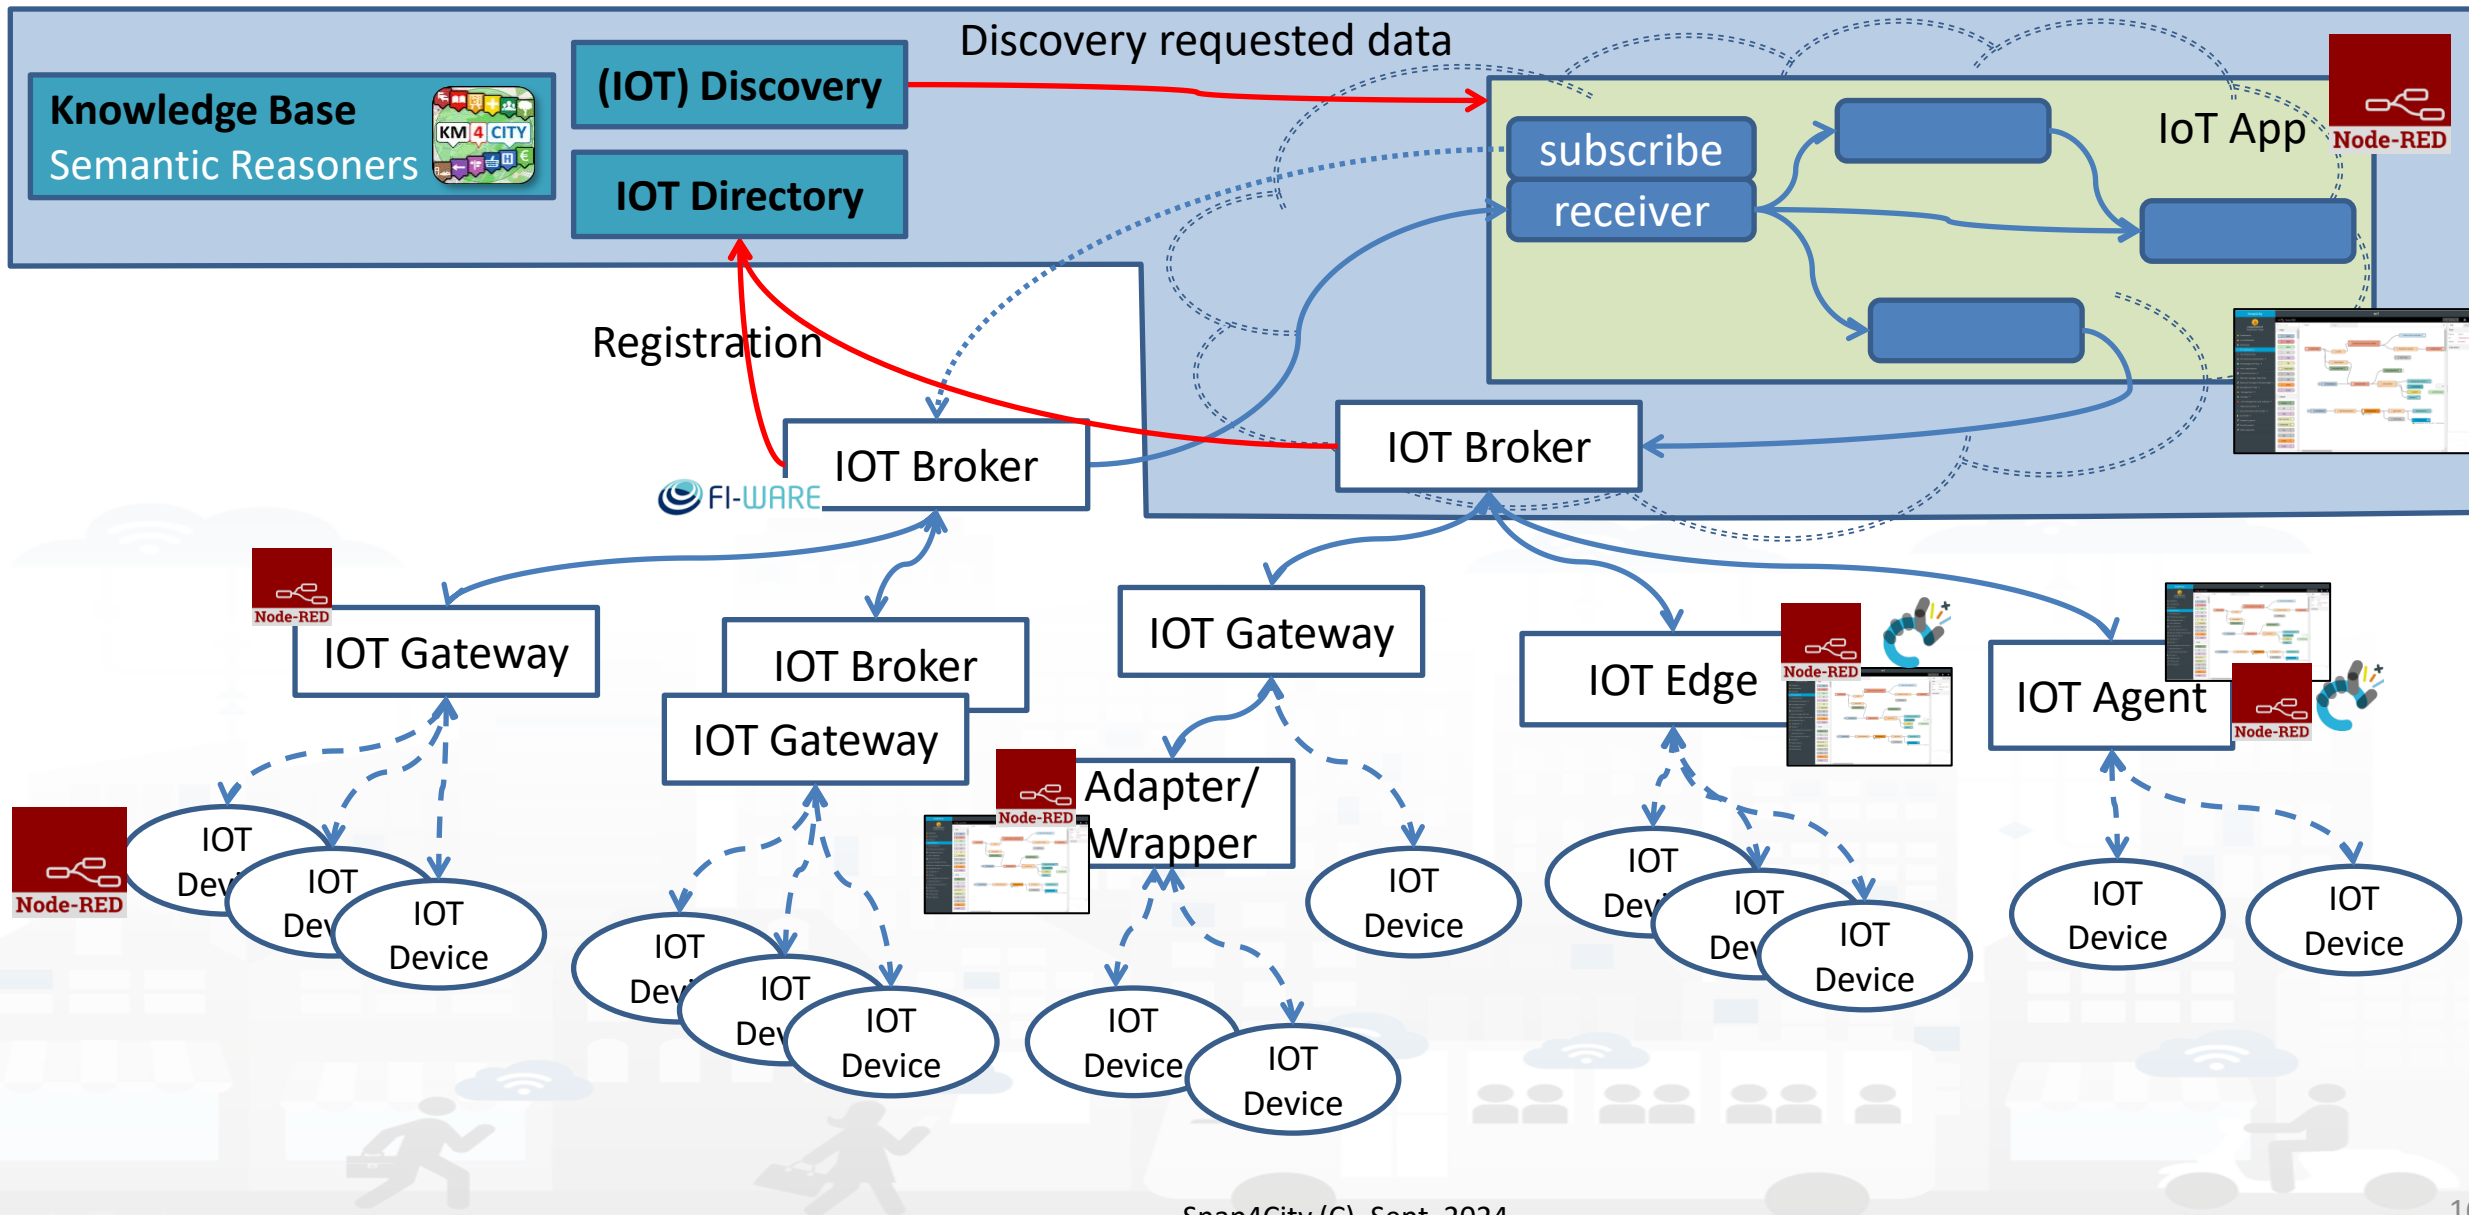 Discovery requested data
Knowledge Base
Semantic Reasoners
KM 4 CITY
(IOT) Discovery
IOT Directory
subscribe
receiver
IoT App
Node-RED
Registration
IOT Broker
FI-WARE
IOT Broker
Node-RED
IOT Gateway
IOT Broker
IOT Gateway
IOT Gateway
IOT Edge
Node-RED
IOT Agent
Node-RED
Node-RED
Adapter/
Wrapper
Node-RED
IOT
IOT
IOT
Device
IOT
IOT
IOT
Device
IOT
Device
IOT
Device
IOT
Device
IOT
IOT
IOT
Device
IOT
Device
IOT
Device
Snap4City (C), Sept. 2024